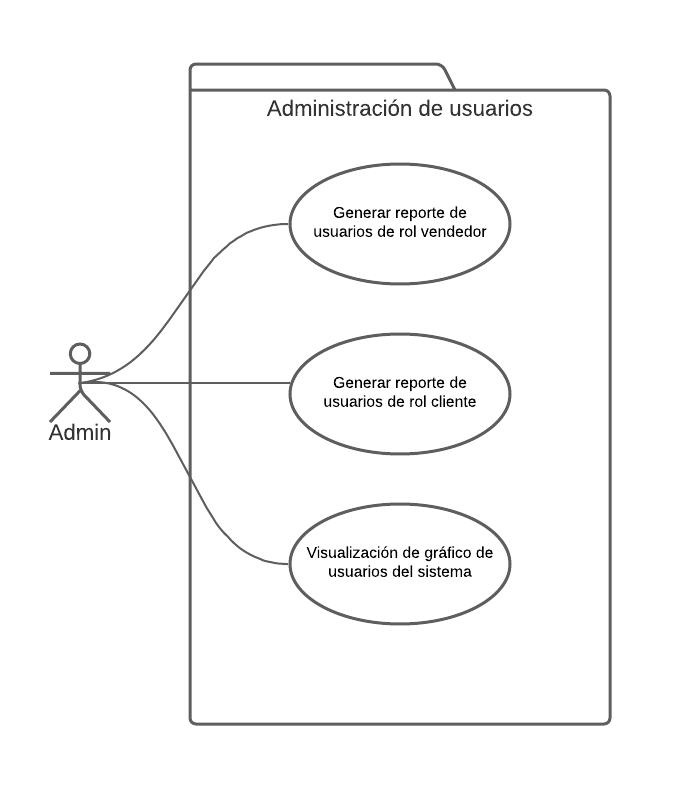 Administración de usuarios
Generar reporte de
usuarios de rol vendedor
Generar reporte de
usuarios de rol cliente
Admin
Visualización de gráfico de
usuarios del sistema